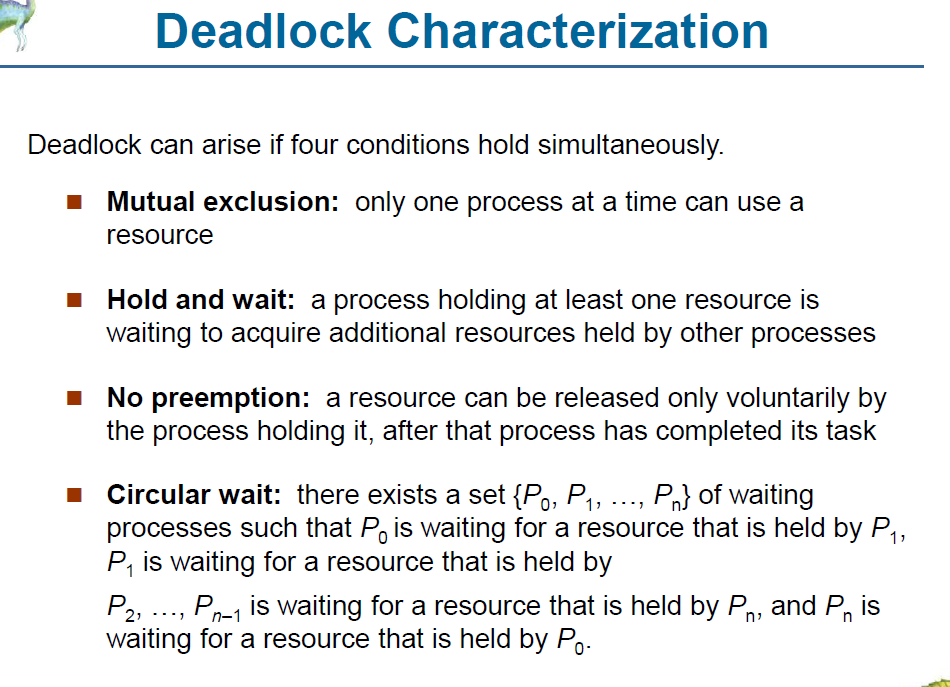 Deadlock Characterization
Deadlock can arise if four conditions hold simultaneously.
Mutual exclusion: only one process at a time can use a
resource
Hold and wait: a process holding at least one resource is
waiting to acquire additional resources held by other processes
No preemption: a resource can be released only voluntarily by
the process holding it, after that process has completed its task
Circular wait: there exists a set {P0, P1, …, Pn} of waiting
processes such that P0 is waiting for a resource that is held by P1,
P1 is waiting for a resource that is held by
P2, …, Pn–1 is waiting for a resource that is held by Pn, and Pn is
waiting for a resource that is held by P0.